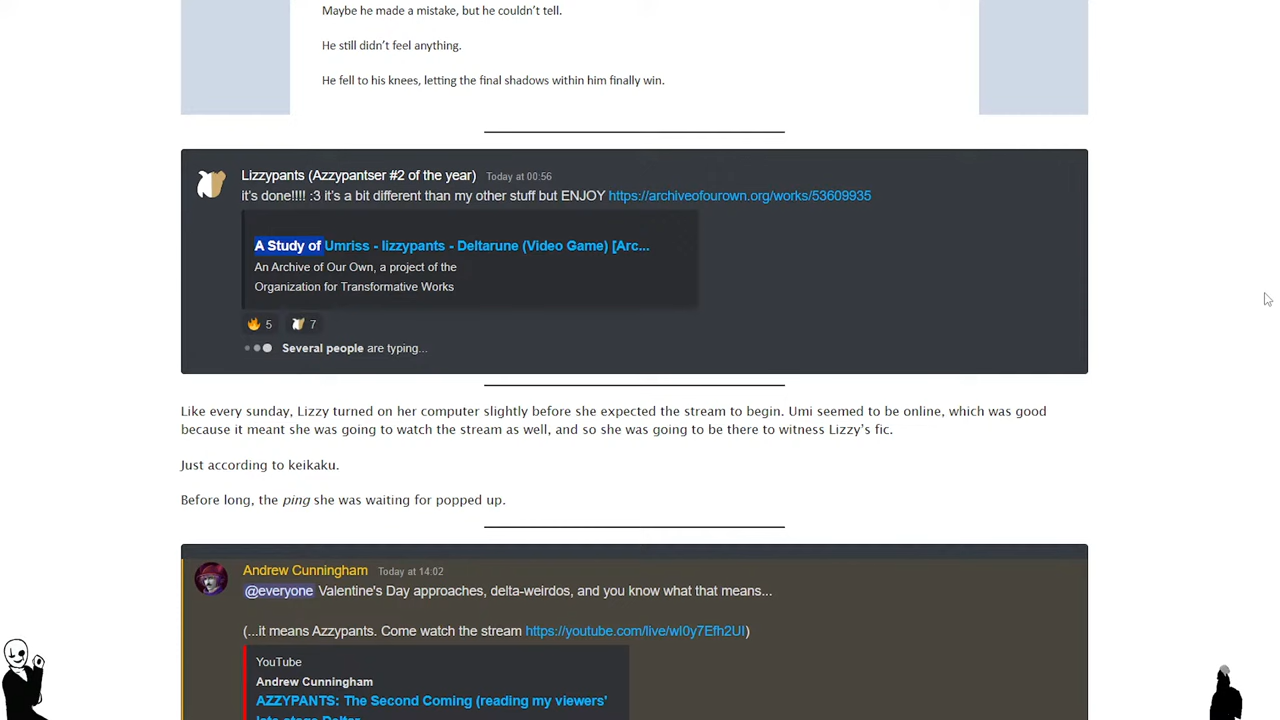 Maybe he made a mistake, but he couldn't tell.
He still didn't feel anything.
He fell to his knees, letting the final shadows within him finally win.
Lizzypants (Azzypantser #2 of the year) Today at 00:56
it's done!!!! :3 it's a bit different than my other stuff but ENJOY https://archiveofourown.org/works/53609935
A Study of Umriss - lizzypants - Deltarune (Video Game) [Arc...
An Archive of Our Own, a project of the
Organization for Transformative Works
5 7
Several people are typing...
Like every sunday, Lizzy turned on her computer slightly before she expected the stream to begin. Umi seemed to be online, which was good
because it meant she was going to watch the stream as well, and so she was going to be there to witness Lizzy's fic.
Just according to keikaku.
Before long, the ping she was waiting for popped up.
Andrew Cunningham Today at 14:02
@everyone Valentine's Day approaches, delta-weirdos, and you know what that means...
(...it means Azzypants. Come watch the stream https://youtube.com/live/wl0y7Efh2UI)
YouTube
Andrew Cunningham
AZZYPANTS: The Second Coming (reading my viewers'